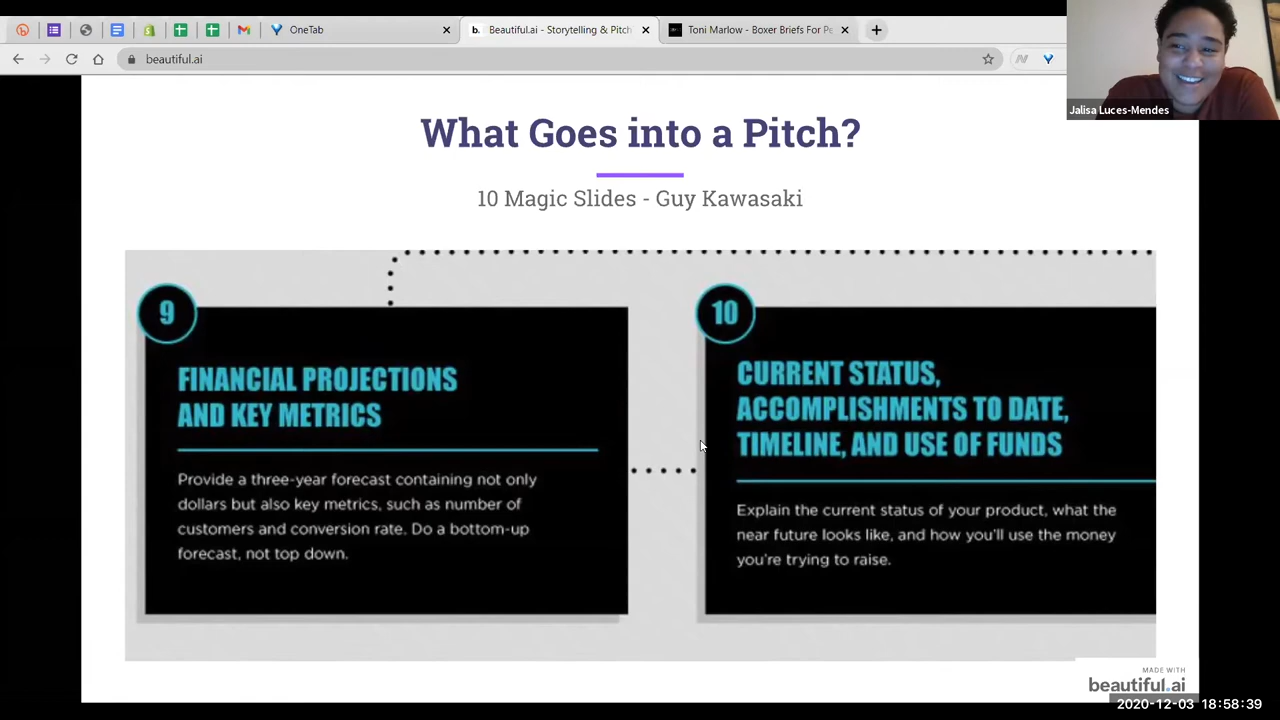 OneTab
Beautiful.ai - Storytelling & Pitch
Toni Marlow - Boxer Briefs For Pe
beautiful.ai
Jalisa Luces-Mendes
What Goes into a Pitch?
10 Magic Slides - Guy Kawasaki
9
FINANCIAL PROJECTIONS
AND KEY METRICS
Provide a three-year forecast containing not only
dollars but also key metrics, such as number of
customers and conversion rate. Do a bottom-up
forecast, not top down.
10
CURRENT STATUS,
ACCOMPLISHMENTS TO DATE,
TIMELINE, AND USE OF FUNDS
Explain the current status of your product, what the
near future looks like, and how you'll use the money
you're trying to raise.
MADE WITH
beautiful.ai
2020-12-03 18:58:39